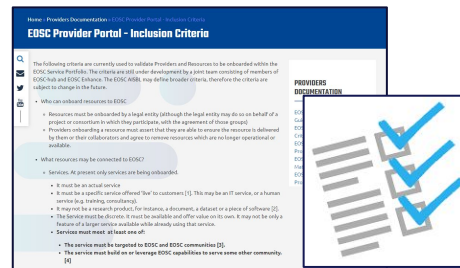 Home » Providers Documentation » EOSC Provider Portal - Inclusion Criteria
EOSC Provider Portal - Inclusion Criteria
The following criteria are currently used to validate Providers and Resources to be onboarded within the
EOSC Service Portfolio. The criteria are still under development by a joint team consisting of members of
EOSC-hub and EOSC Enhance. The EOSC AISBL may define broader criteria, therefore the criteria are
subject to change in the future.
• Who can onboard resources to EOSC
• Resources must be onboarded by a legal entity (although the legal entity may do so on behalf of a
project or consortium in which they participate, with the agreement of those groups)
• Providers onboarding a resource must assert that they are able to ensure the resource is delivered
by them or their collaborators and agree to remove resources which are no longer operational or
available.
• What resources may be connected to EOSC?
• Services. At present only services are being onboarded.
• It must be an actual service
• It must be a specific service offered 'live' to customers [1]. This may be an IT service, or a human
service (e.g. training, consultancy).
• It may not be a research product, for instance, a document, a dataset or a piece of software [2].
• The Service must be discrete. It must be available and offer value on its own. It may not be only a
feature of a larger service available while already using that service.
• Services must meet at least one of:
• The service must be targeted to EOSC and EOSC communities [3].
• The service must build on or leverage EOSC capabilities to serve some other community.
[4]
PROVIDERS
DOCUMENTATION